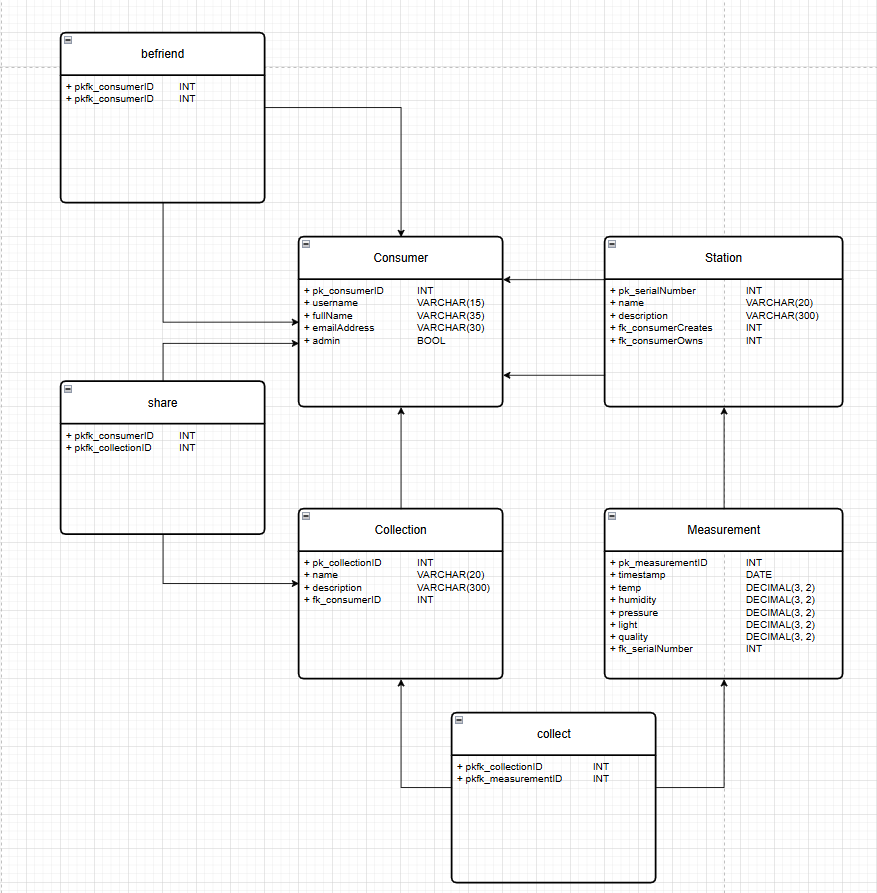 befriend
+ pkfk_consumerID INT
+ pkfk_consumerID INT
Consumer
+ pk_consumerID INT
+ username VARCHAR(15)
+ fullName VARCHAR(35)
+ emailAddress VARCHAR(30)
+ admin BOOL
Station
+ pk_serialNumber INT
+ name VARCHAR(20)
+ description VARCHAR(300)
+ fk_consumerCreates INT
+ fk_consumerOwns INT
share
+ pkfk_consumerID INT
+ pkfk_collectionID INT
Collection
+ pk_collectionID INT
+ name VARCHAR(20)
+ description VARCHAR(300)
+ fk_consumerID INT
Measurement
+ pk_measurementID INT
+ timestamp DATE
+ temp DECIMAL(3, 2)
+ humidity DECIMAL(3, 2)
+ pressure DECIMAL(3, 2)
+ light DECIMAL(3, 2)
+ quality DECIMAL(3, 2)
+ fk_serialNumber INT
collect
+ pkfk_collectionID INT
+ pkfk_measurementID INT